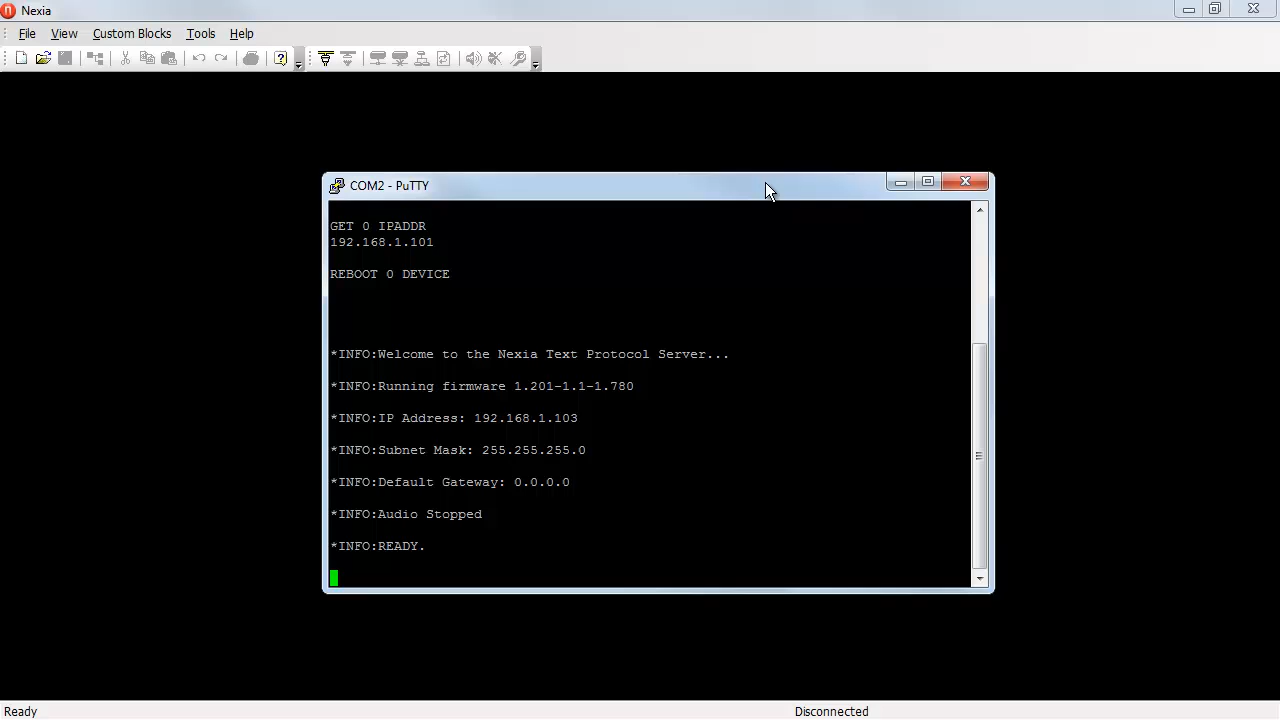 Nexia
File View Custom Blocks Tools Help
COM2 - PuTTY
GET 0 IPADDR
192.168.1.101
REBOOT 0 DEVICE
*INFO:Welcome to the Nexia Text Protocol Server...
*INFO:Running firmware 1.201-1.1-1.780
*INFO:IP Address: 192.168.1.103
*INFO:Subnet Mask: 255.255.255.0
*INFO:Default Gateway: 0.0.0.0
*INFO:Audio Stopped
*INFO:READY.
Ready Disconnected